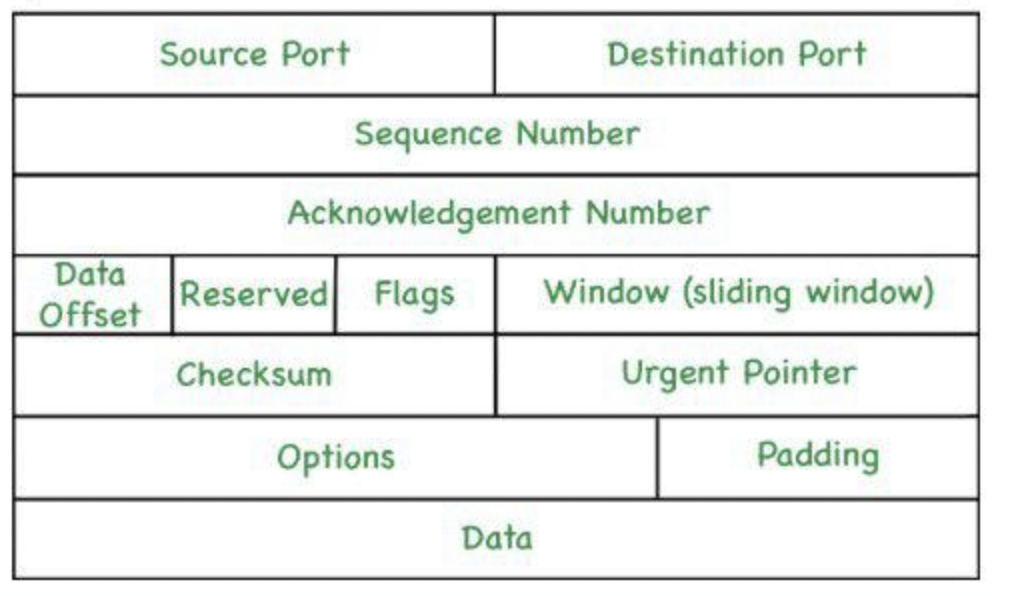 Source Port
Destination Port
Sequence Number
Acknowledgement Number
Data
Offset
Reserved
Flags
Window (sliding window)
Checksum
Urgent Pointer
Options
Padding
Data